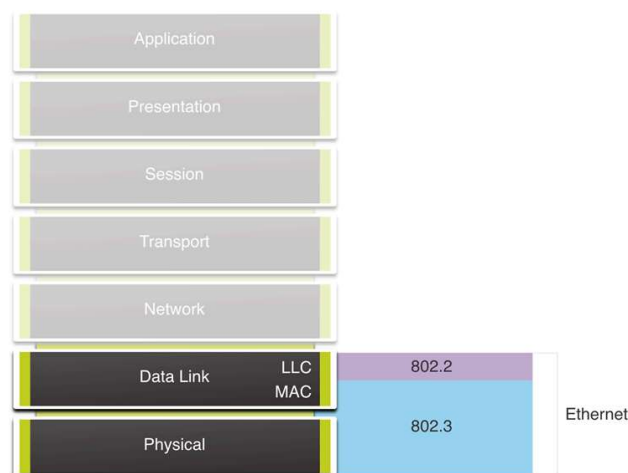 Application
Presentation
Session
Transport
Network
Data Link LLC 802.2
MAC
802.3
Ethernet
Physical